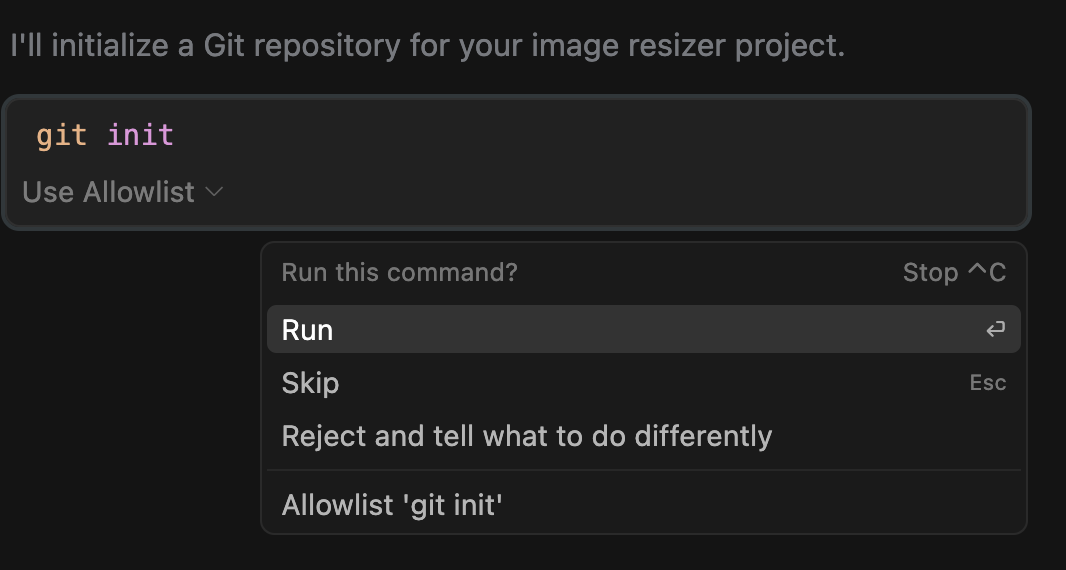 I'll initialize a Git repository for your image resizer project.
git init
Use Allowlist
Run this command? Stop ^C
Run
Skip Esc
Reject and tell what to do differently
Allowlist 'git init'